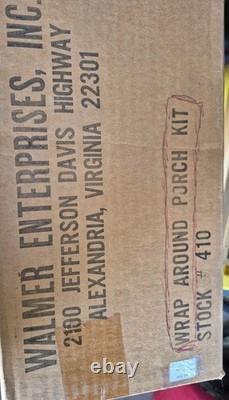 WALMER ENTERPRISES, INC.
2100 JEFFERSON DAVIS HIGHWAY
ALEXANDRIA, VIRGINIA 22301
WRAP AROUND PORCH KIT
STOCK # 410
ebay